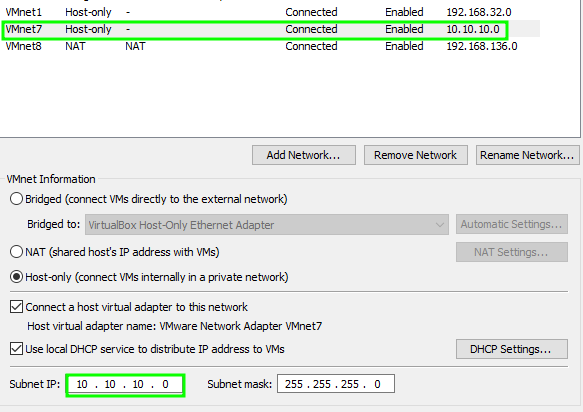 VMnet1 Host-only - Connected Enabled 192.168.32.0
VMnet7 Host-only - Connected Enabled 10.10.10.0
VMnet8 NAT NAT Connected Enabled 192.168.136.0
Add Network... Remove Network Rename Network...
VMnet Information
Bridged (connect VMs directly to the external network)
Bridged to: VirtualBox Host-Only Ethernet Adapter Automatic Settings...
NAT (shared host's IP address with VMs) NAT Settings...
Host-only (connect VMs internally in a private network)
Connect a host virtual adapter to this network
Host virtual adapter name: VMware Network Adapter VMnet7
Use local DHCP service to distribute IP address to VMs DHCP Settings...
Subnet IP: 10 . 10 . 10 . 0 Subnet mask: 255 . 255 . 255 . 0